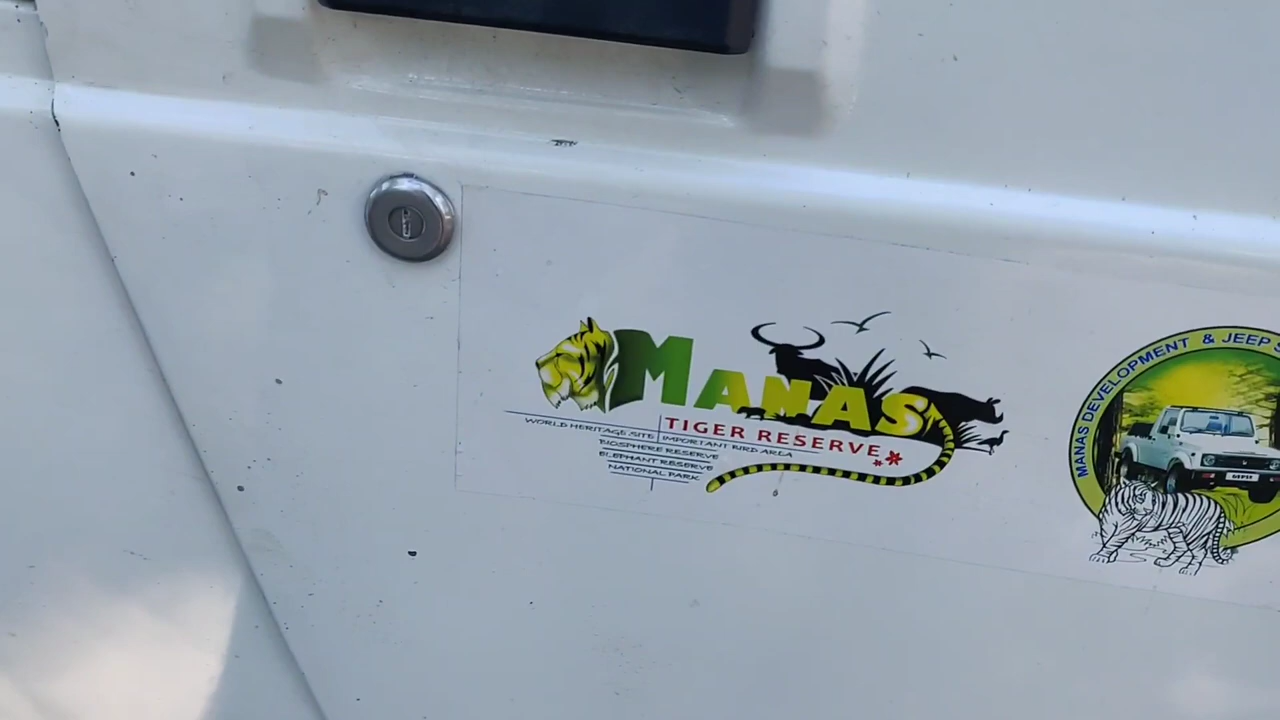 MANAS
TIGER RESERVE
WORLD HERITAGE SITE
IMPORTANT BIRD AREA
BIOSPHERE RESERVE
ELEPHANT RESERVE
NATIONAL PARK
MANAS DEVELOPMENT & JEEP
GYPSY